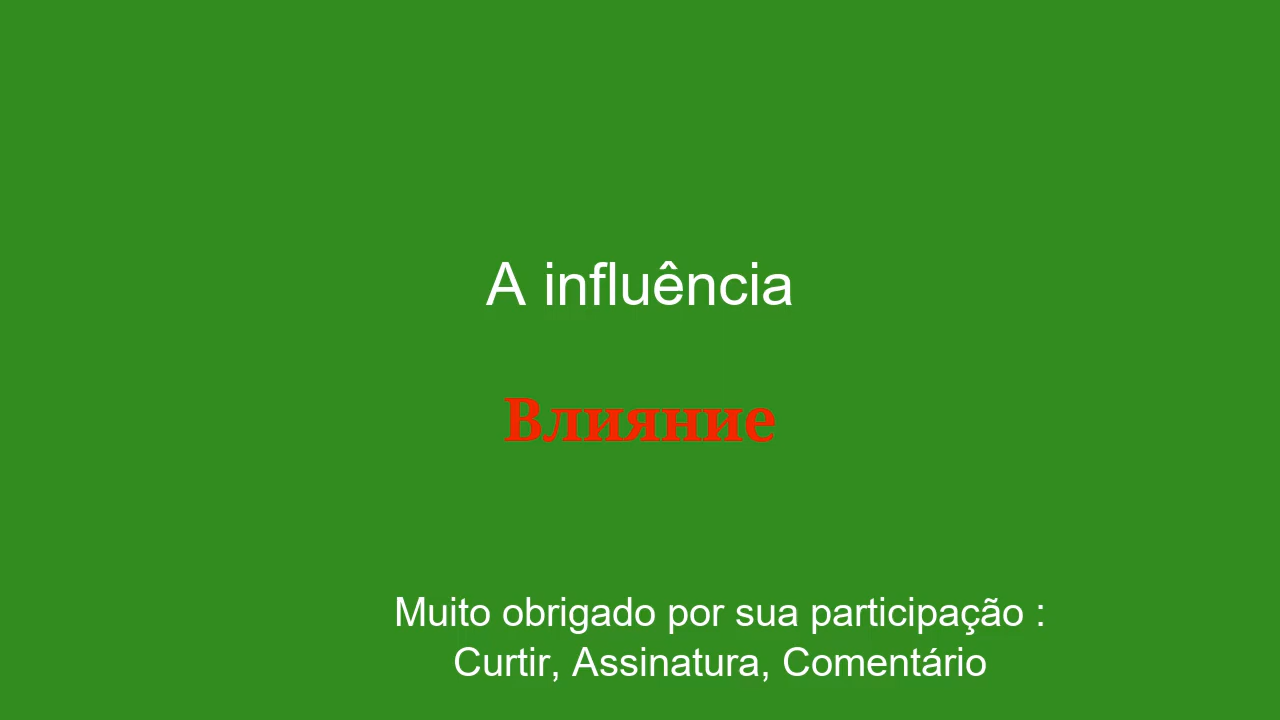 A influência
Влияние
Muito obrigado por sua participação :
Curtir, Assinatura, Comentário